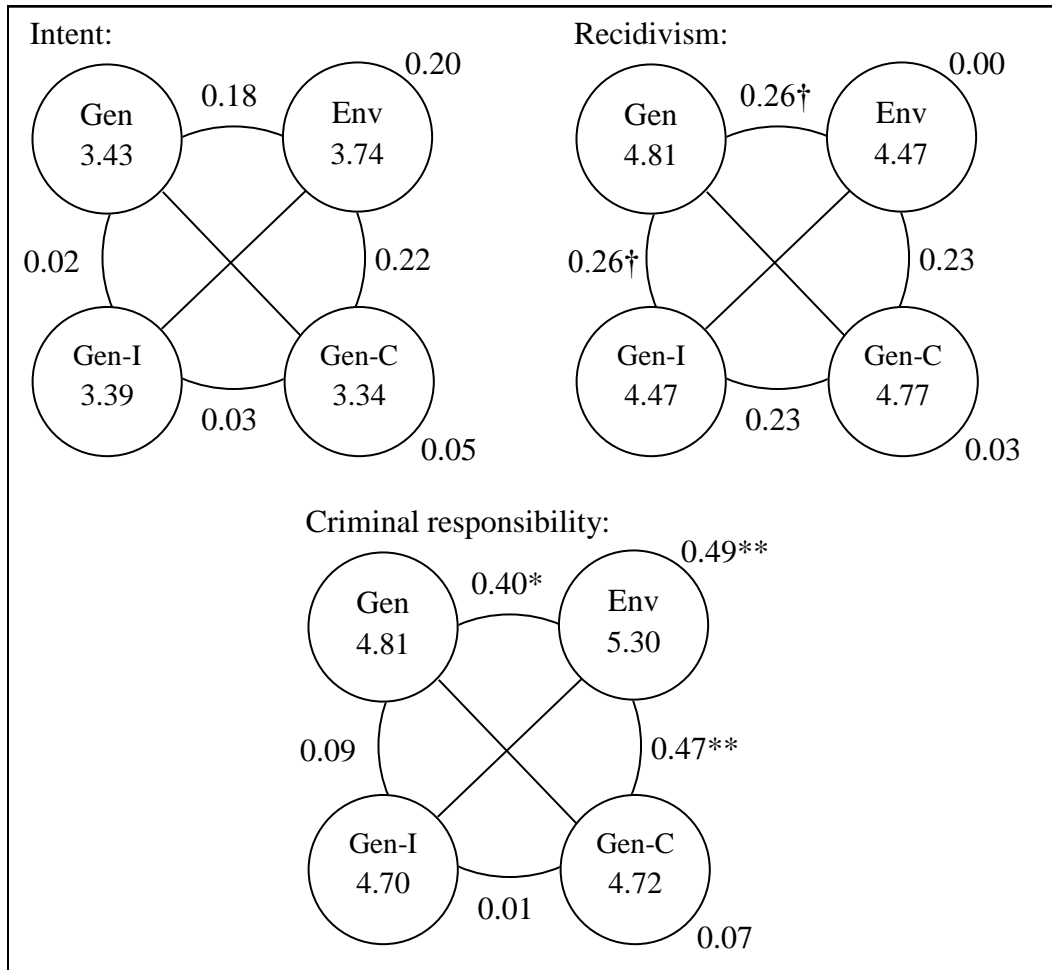 Intent:
0.20
0.18
Gen
3.43
Env
3.74
0.02
0.22
Gen-I
3.39
Gen-C
3.34
0.03
0.05
Recidivism:
0.00
0.26†
Gen
4.81
Env
4.47
0.26†
0.23
Gen-I
4.47
Gen-C
4.77
0.23
0.03
Criminal responsibility:
0.49**
0.40*
Gen
4.81
Env
5.30
0.09
0.47**
Gen-I
4.70
Gen-C
4.72
0.01
0.07